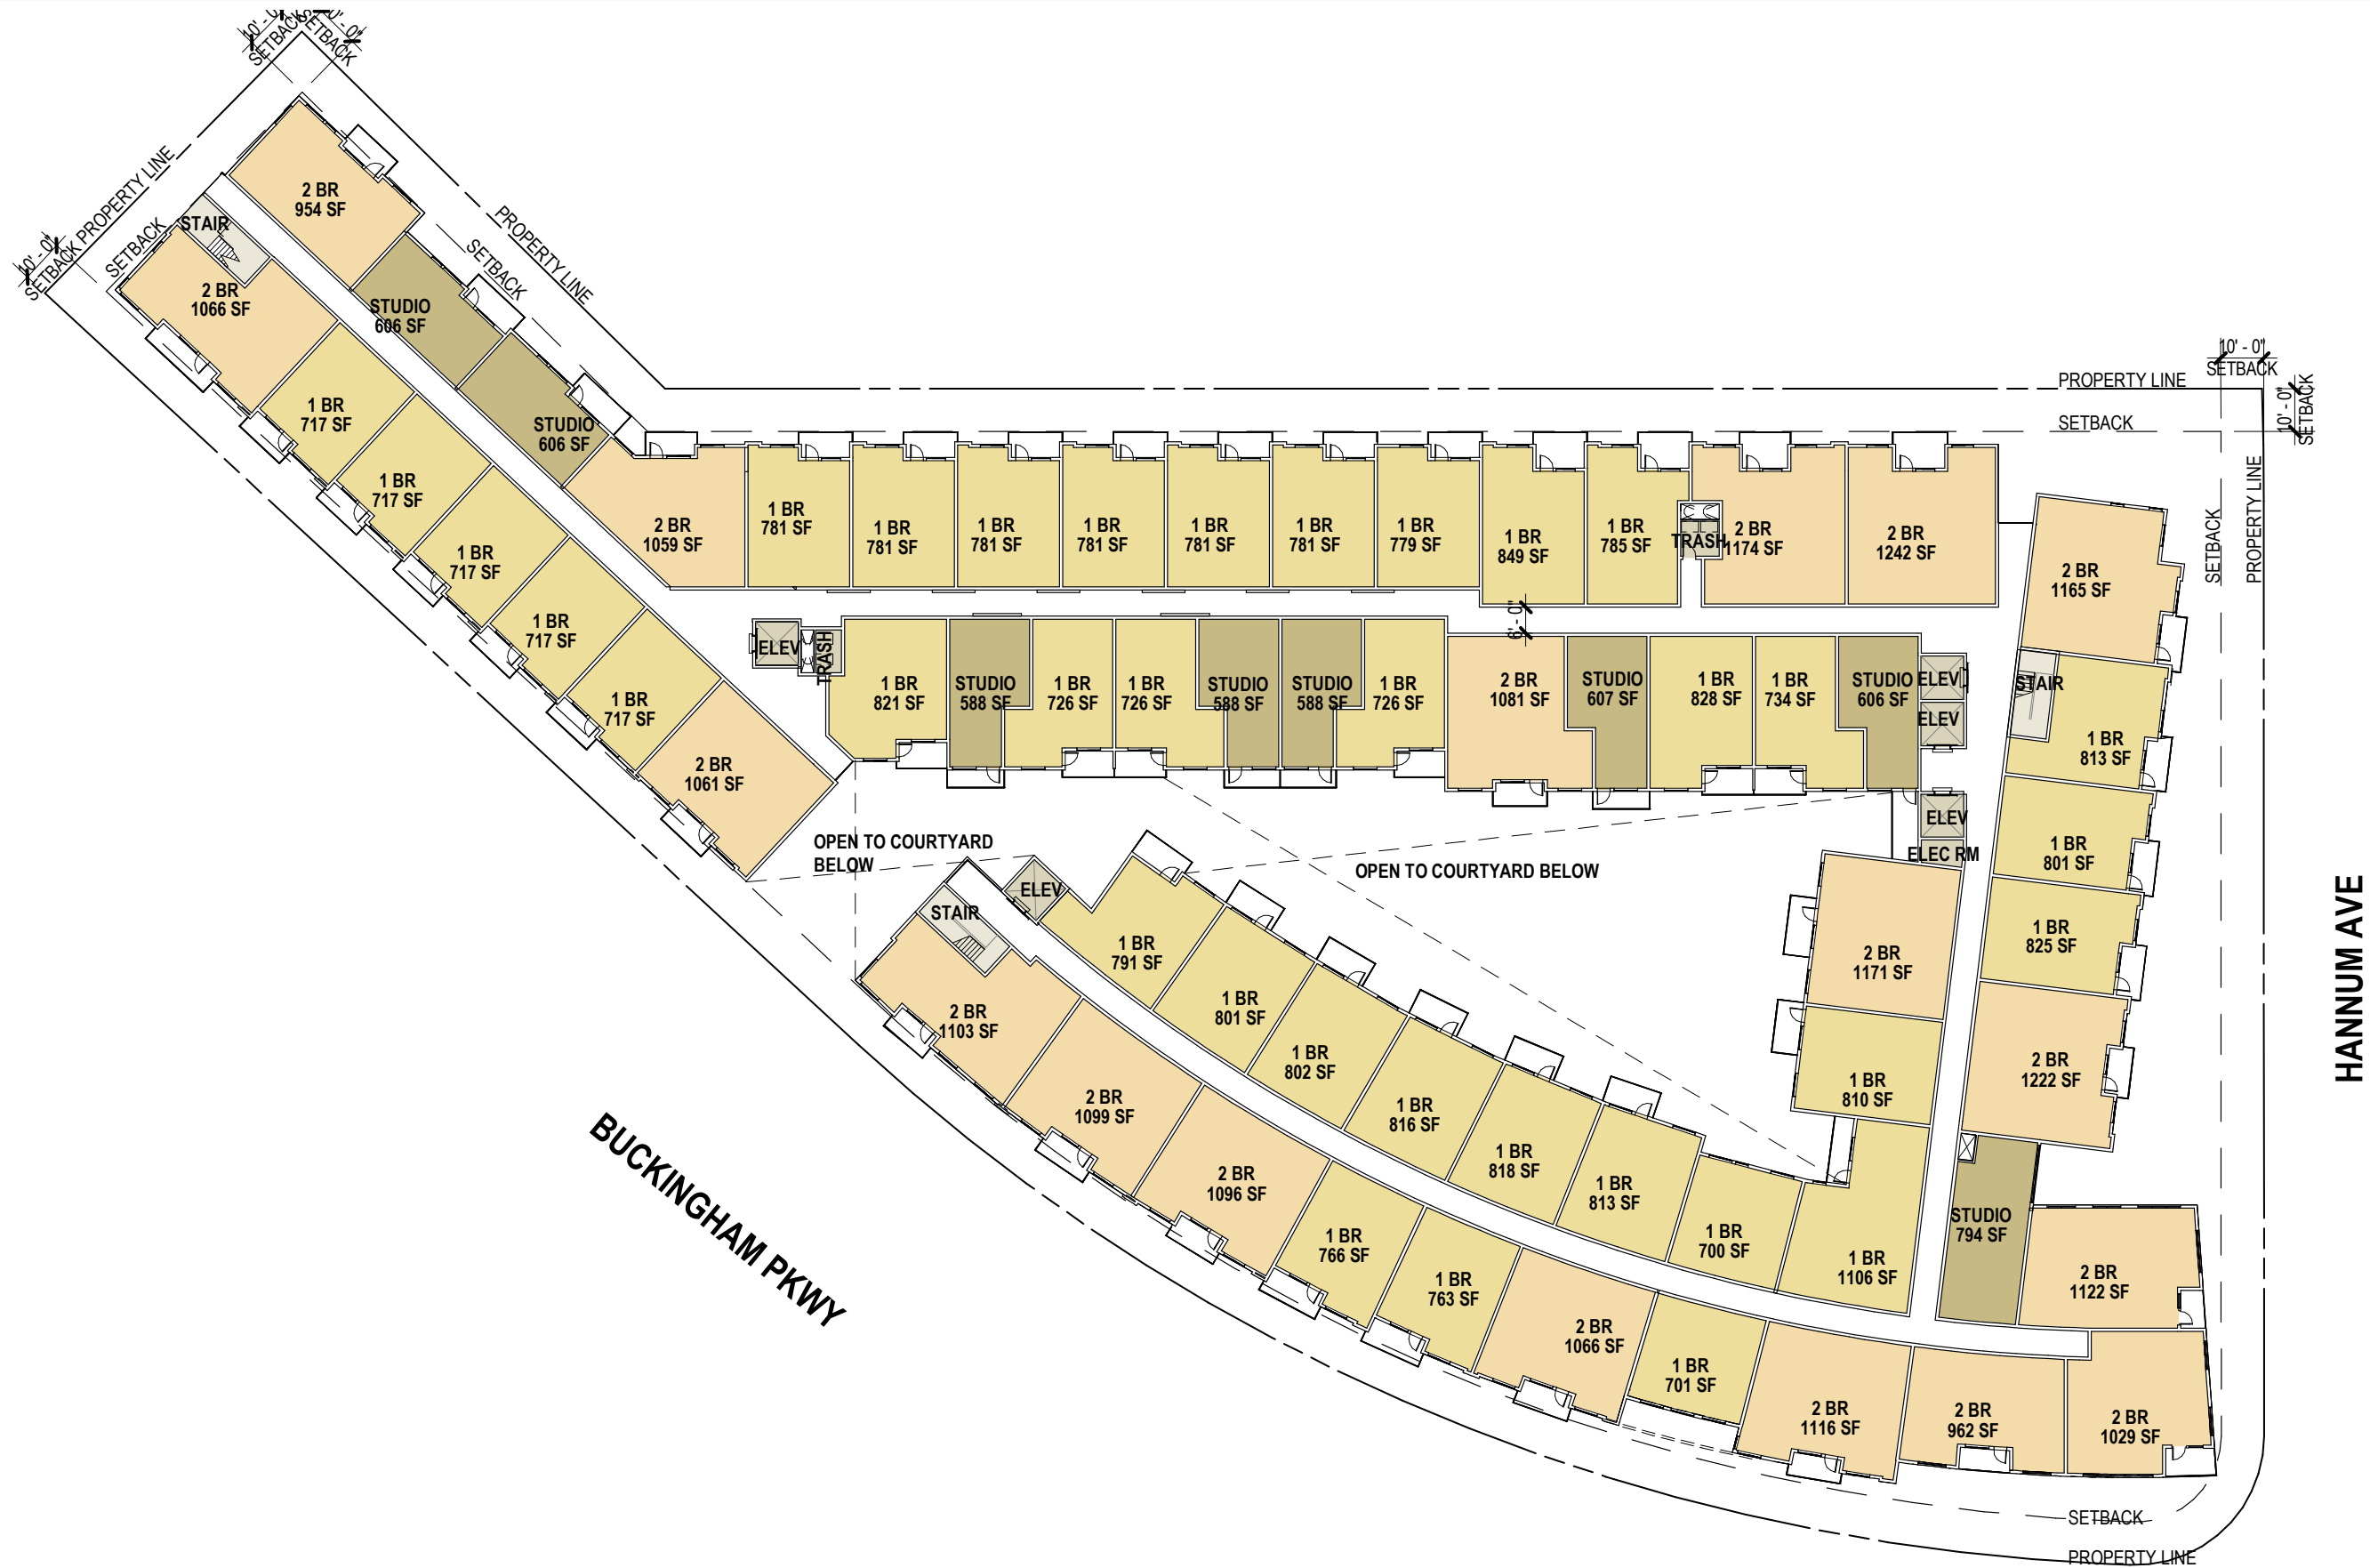 10' - 0"
SETBACK
10' - 0"
SETBACK
PROPERTY LINE
SETBACK
10' - 0"
SETBACK
PROPERTY LINE
SETBACK
2 BR
954 SF
STAIR
2 BR
1066 SF
STUDIO
606 SF
STUDIO
606 SF
1 BR
717 SF
1 BR
717 SF
1 BR
717 SF
1 BR
717 SF
1 BR
717 SF
2 BR
1061 SF
10' - 0"
SETBACK
PROPERTY LINE
SETBACK
10' - 0"
SETBACK
SETBACK
PROPERTY LINE
2 BR
1059 SF
1 BR
781 SF
1 BR
781 SF
1 BR
781 SF
1 BR
781 SF
1 BR
781 SF
1 BR
781 SF
1 BR
779 SF
1 BR
849 SF
1 BR
785 SF
TRASH
2 BR
1174 SF
2 BR
1242 SF
6' - 0"
ELEV
TRASH
1 BR
821 SF
STUDIO
588 SF
1 BR
726 SF
1 BR
726 SF
STUDIO
588 SF
STUDIO
588 SF
1 BR
726 SF
2 BR
1081 SF
STUDIO
607 SF
1 BR
828 SF
1 BR
734 SF
STUDIO
606 SF
ELEV
ELEV
ELEV
ELEC RM
2 BR
1165 SF
STAIR
1 BR
813 SF
1 BR
801 SF
1 BR
825 SF
2 BR
1222 SF
STUDIO
794 SF
2 BR
1122 SF
2 BR
1171 SF
1 BR
810 SF
1 BR
1106 SF
OPEN TO COURTYARD
BELOW
OPEN TO COURTYARD BELOW
ELEV
STAIR
1 BR
791 SF
1 BR
801 SF
1 BR
802 SF
1 BR
816 SF
1 BR
818 SF
1 BR
813 SF
1 BR
700 SF
2 BR
1103 SF
2 BR
1099 SF
2 BR
1096 SF
1 BR
766 SF
1 BR
763 SF
2 BR
1066 SF
1 BR
701 SF
2 BR
1116 SF
2 BR
962 SF
2 BR
1029 SF
HANNUM AVE
BUCKINGHAM PKWY
SETBACK
PROPERTY LINE